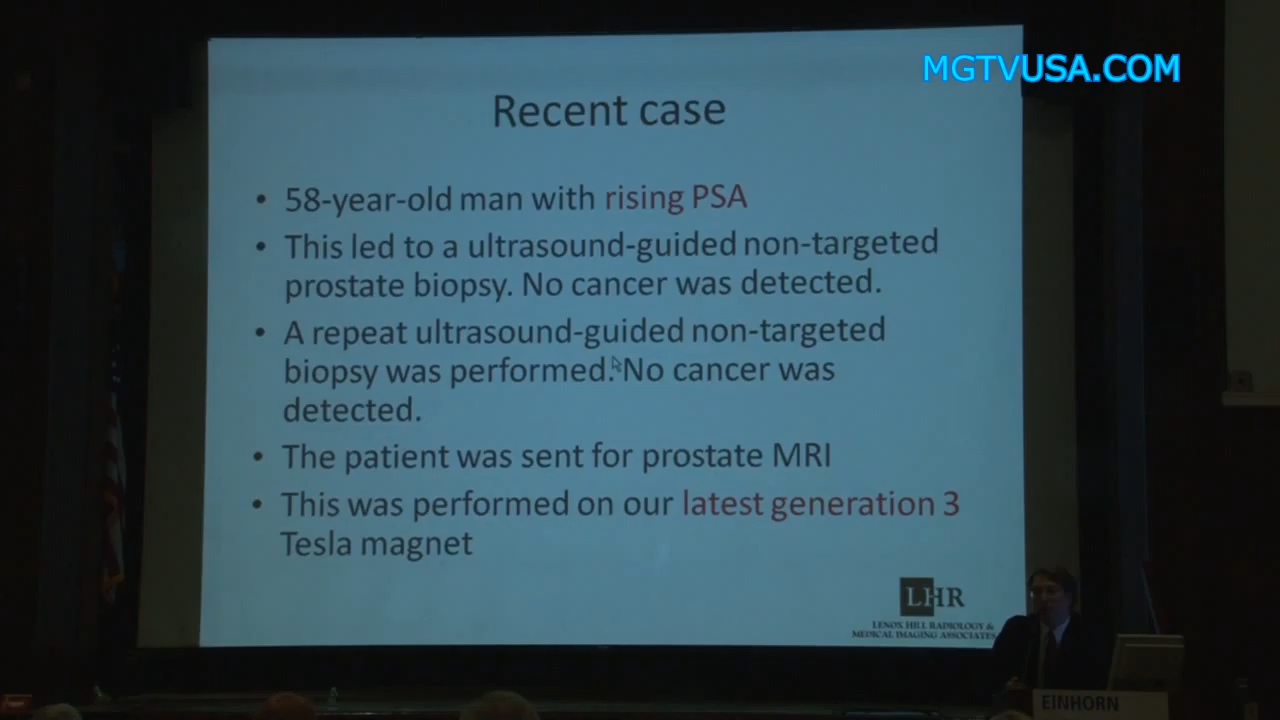 MGTVUSA.COM
Recent case
• 58-year-old man with rising PSA
• This led to a ultrasound-guided non-targeted
prostate biopsy. No cancer was detected.
• A repeat ultrasound-guided non-targeted
biopsy was performed. No cancer was
detected.
• The patient was sent for prostate MRI
• This was performed on our latest generation 3
Tesla magnet
LHR
LENOX HILL RADIOLOGY &
MEDICAL IMAGING ASSOCIATES
EINHORN